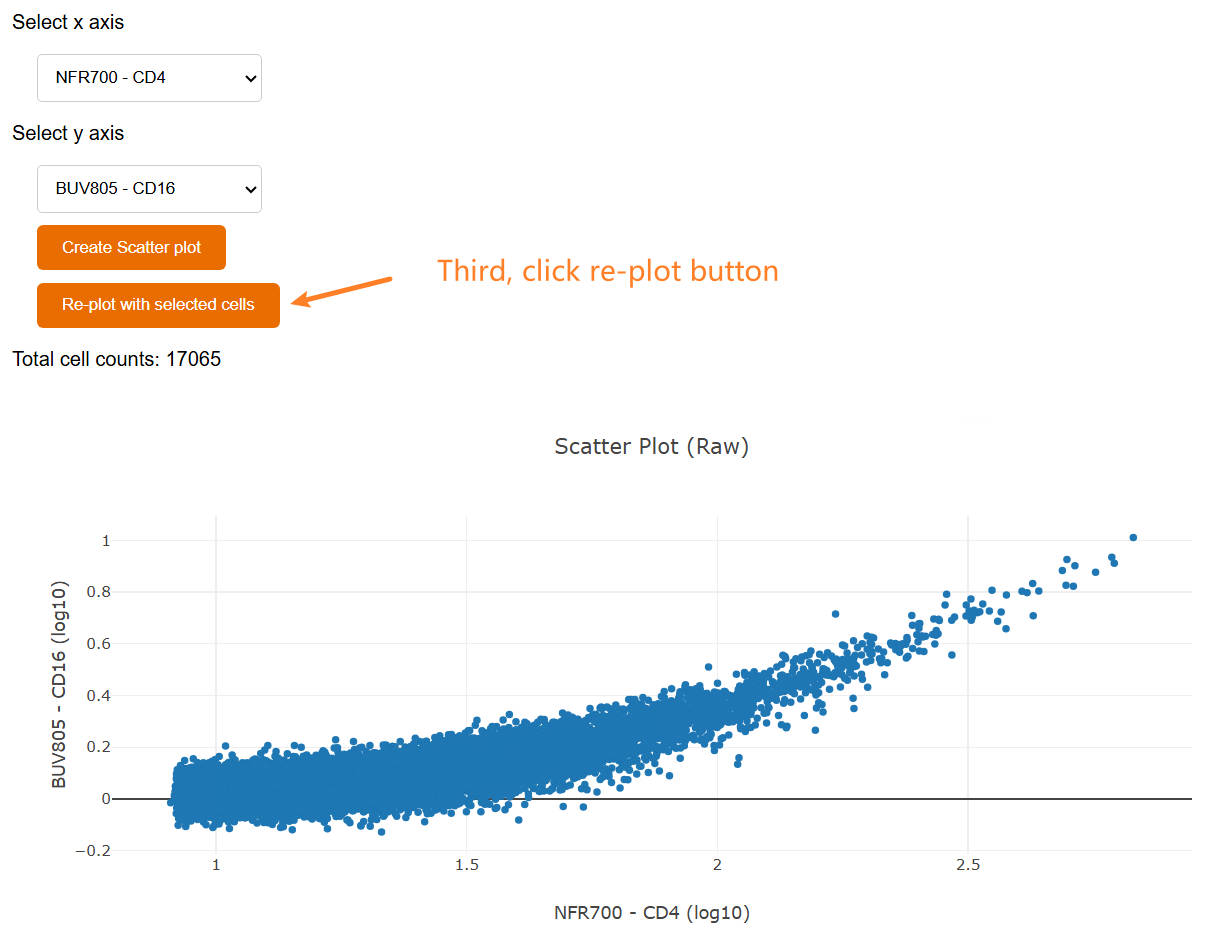 Select x axis
NFR700 - CD4
Select y axis
BUV805 - CD16
Create Scatter plot
Third, click re-plot button
Re-plot with selected cells
Total cell counts: 17065
Scatter Plot (Raw)
BUV805 - CD16 (log10)
1
0.8
0.6
0.4
0.2
0
−0.2
1
1.5
2
2.5
NFR700 - CD4 (log10)